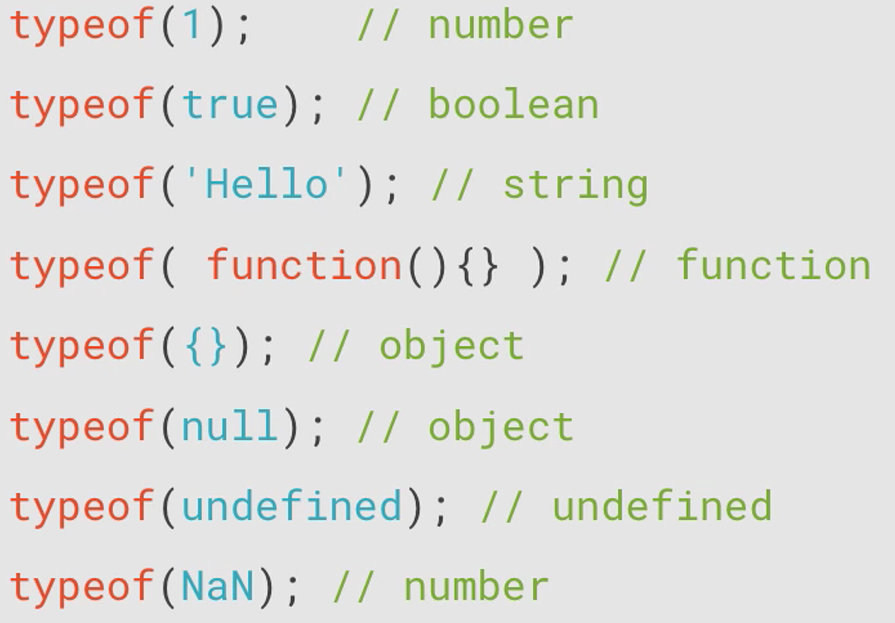 typeof(1);    // number
typeof(true); // boolean
typeof('Hello'); // string
typeof( function(){} ); // function
typeof({}); // object
typeof(null); // object
typeof(undefined); // undefined
typeof(NaN); // number